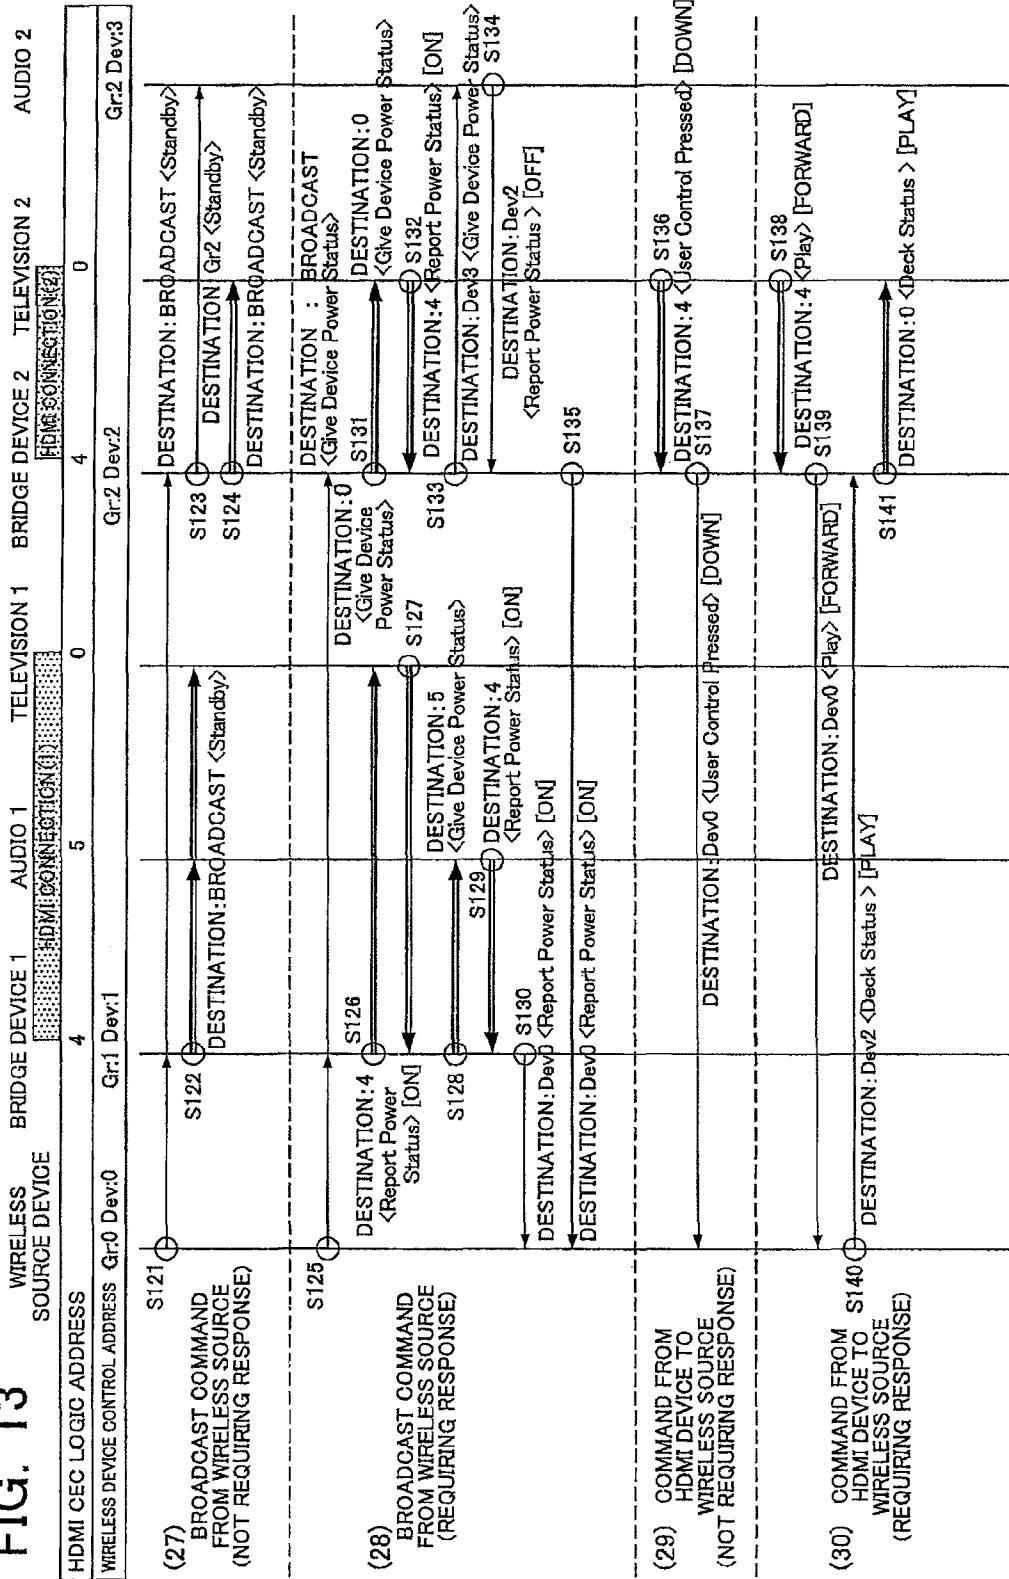 FIG. 13
WIRELESS SOURCE DEVICE
BRIDGE DEVICE 1
AUDIO 1
TELEVISION 1
BRIDGE DEVICE 2
TELEVISION 2
AUDIO 2
HDMI CONNECTION(1)
HDMI CONNECTION(2)
HDMI CEC LOGIC ADDRESS
4
5
0
4
0
WIRELESS DEVICE CONTROL ADDRESS
Gr:0 Dev:0
Gr:1 Dev:1
Gr:2 Dev:2
Gr:2 Dev:3
(27)
BROADCAST COMMAND
FROM WIRELESS SOURCE
(NOT REQUIRING RESPONSE)
S121
DESTINATION:BROADCAST <Standby>
S122
DESTINATION:BROADCAST <Standby>
S123
DESTINATION Gr2 <Standby>
S124
DESTINATION:BROADCAST <Standby>
(28)
BROADCAST COMMAND
FROM WIRELESS SOURCE
(REQUIRING RESPONSE)
S125
DESTINATION : BROADCAST
<Give Device Power Status>
S126
DESTINATION:0
<Give Device
Power Status>
S127
DESTINATION:4
<Report Power
Status> [ON]
S128
DESTINATION:5
<Give Device Power Status>
S129
DESTINATION:4
<Report Power Status> [ON]
S130
DESTINATION:Dev0 <Report Power Status> [ON]
S131
DESTINATION:0
<Give Device Power Status>
S132
DESTINATION:4 <Report Power Status> [ON]
S133
DESTINATION:Dev3 <Give Device Power Status>
S134
DESTINATION:Dev2
<Report Power Status > [OFF]
S135
DESTINATION:Dev0 <Report Power Status> [ON]
(29)
COMMAND FROM
HDMI DEVICE TO
WIRELESS SOURCE
(NOT REQUIRING RESPONSE)
S136
DESTINATION:4 <User Control Pressed> [DOWN]
S137
DESTINATION:Dev0 <User Control Pressed> [DOWN]
(30)
COMMAND FROM
HDMI DEVICE TO
WIRELESS SOURCE
(REQUIRING RESPONSE)
S138
DESTINATION:4 <Play> [FORWARD]
S139
DESTINATION:Dev0 <Play> [FORWARD]
S140
DESTINATION:Dev2 <Deck Status > [PLAY]
S141
DESTINATION:0 <Deck Status > [PLAY]